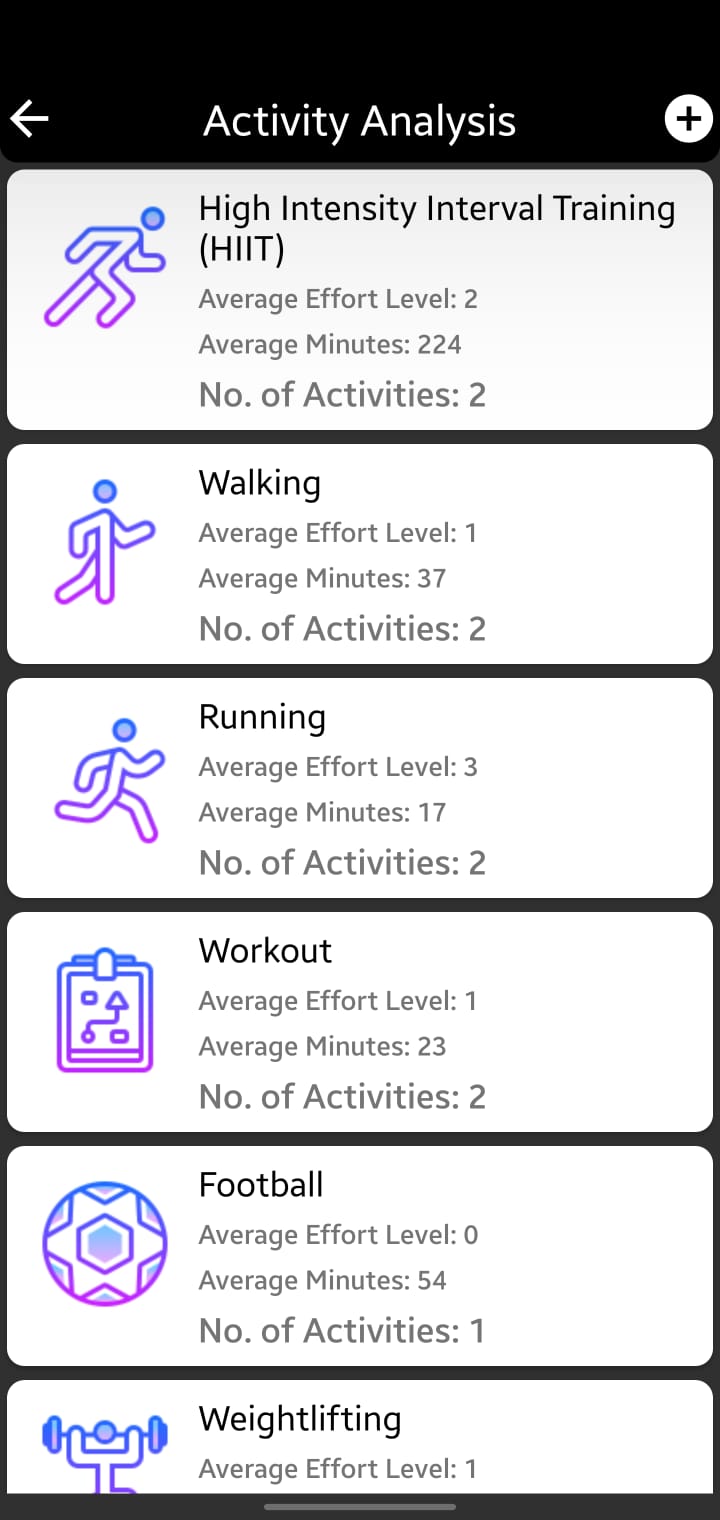 Activity Analysis
High Intensity Interval Training
(HIIT)
Average Effort Level: 2
Average Minutes: 224
No. of Activities: 2
Walking
Average Effort Level: 1
Average Minutes: 37
No. of Activities: 2
Running
Average Effort Level: 3
Average Minutes: 17
No. of Activities: 2
Workout
Average Effort Level: 1
Average Minutes: 23
No. of Activities: 2
Football
Average Effort Level: 0
Average Minutes: 54
No. of Activities: 1
Weightlifting
Average Effort Level: 1